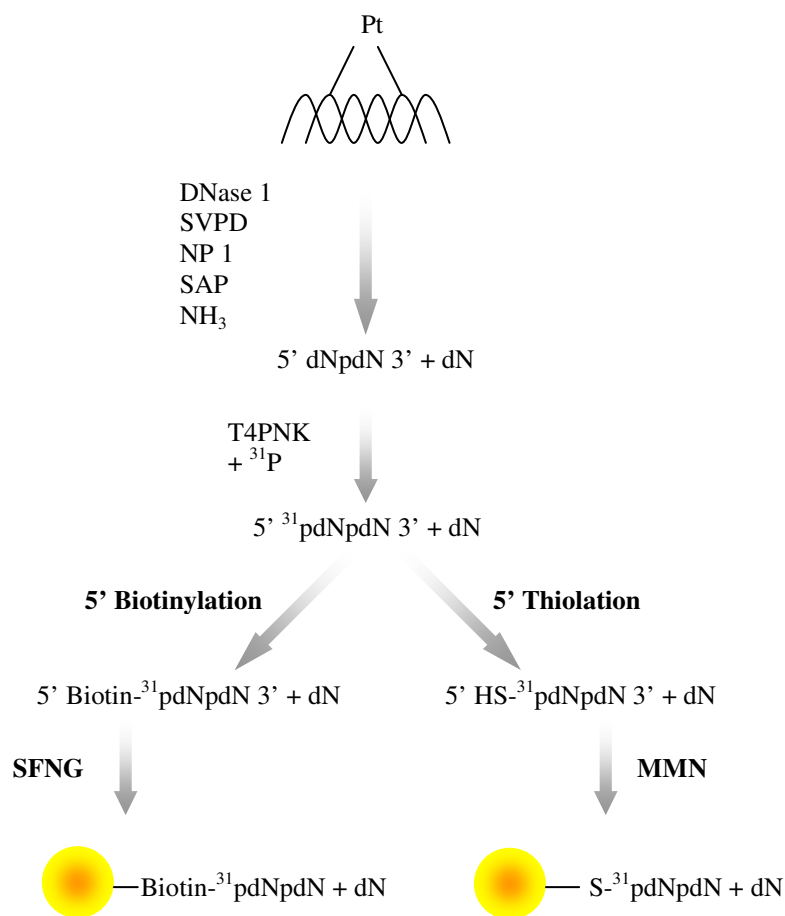 Pt
DNase 1
SVPD
NP 1
SAP
NH₃
5’ dNpdN 3’ + dN
T4PNK
+ ³¹P
5’ ³¹pdNpdN 3’ + dN
5’ Biotinylation
5’ Thiolation
5’ Biotin-³¹pdNpdN 3’ + dN
5’ HS-³¹pdNpdN 3’ + dN
SFNG
MMN
Biotin-³¹pdNpdN + dN
S-³¹pdNpdN + dN